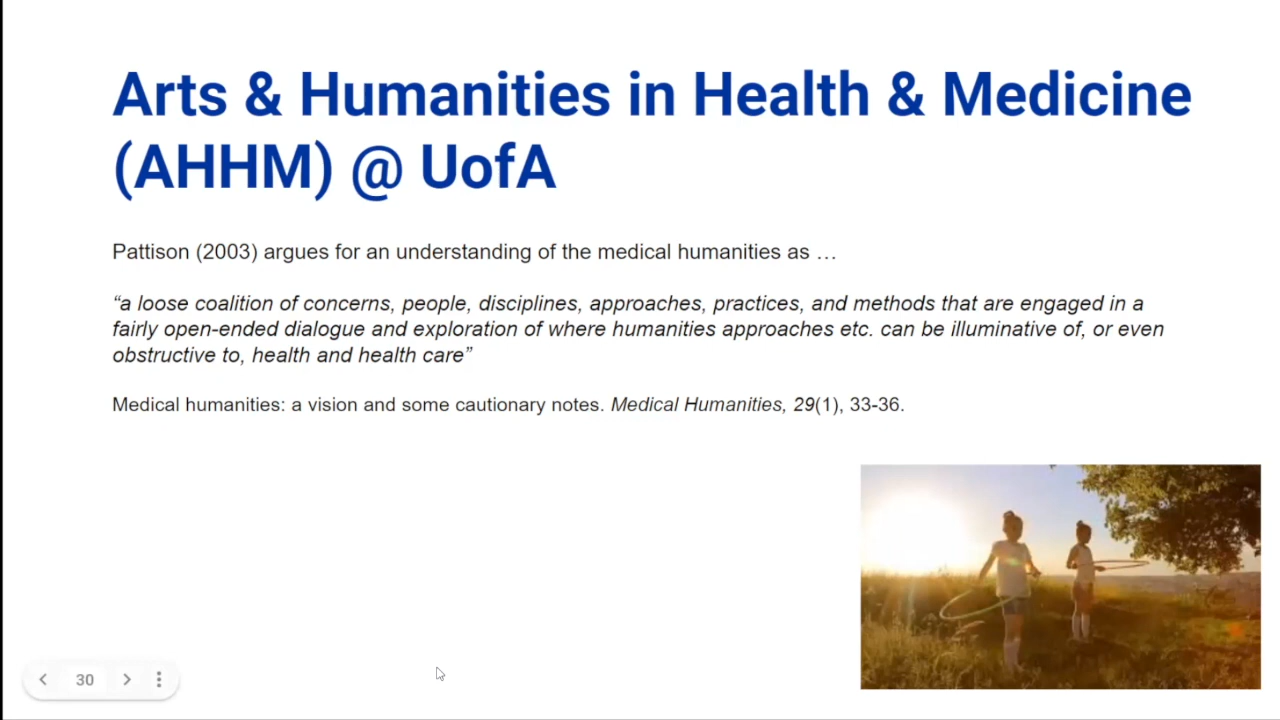 Arts & Humanities in Health & Medicine
(AHHM) @ UofA
Pattison (2003) argues for an understanding of the medical humanities as …
“a loose coalition of concerns, people, disciplines, approaches, practices, and methods that are engaged in a
fairly open-ended dialogue and exploration of where humanities approaches etc. can be illuminative of, or even
obstructive to, health and health care”
Medical humanities: a vision and some cautionary notes. Medical Humanities, 29(1), 33-36.
30